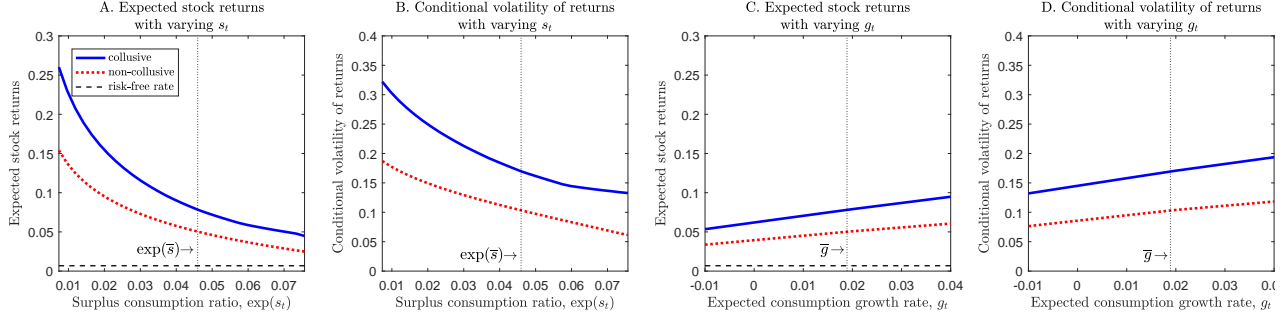 A. Expected stock returns
with varying s_t
Expected stock returns
0.3
0.25
0.2
0.15
0.1
0.05
0
collusive
non-collusive
risk-free rate
exp(s̅)→
0.01 0.02 0.03 0.04 0.05 0.06 0.07
Surplus consumption ratio, exp(s_t)
B. Conditional volatility of returns
with varying s_t
Conditional volatility of returns
0.4
0.35
0.3
0.25
0.2
0.15
0.1
0.05
0
exp(s̅)→
0.01 0.02 0.03 0.04 0.05 0.06 0.07
Surplus consumption ratio, exp(s_t)
C. Expected stock returns
with varying g_t
Expected stock returns
0.3
0.25
0.2
0.15
0.1
0.05
0
g̅→
-0.01 0 0.01 0.02 0.03 0.04
Expected consumption growth rate, g_t
D. Conditional volatility of returns
with varying g_t
Conditional volatility of returns
0.4
0.35
0.3
0.25
0.2
0.15
0.1
0.05
0
g̅→
-0.01 0 0.01 0.02 0.03 0.04
Expected consumption growth rate, g_t